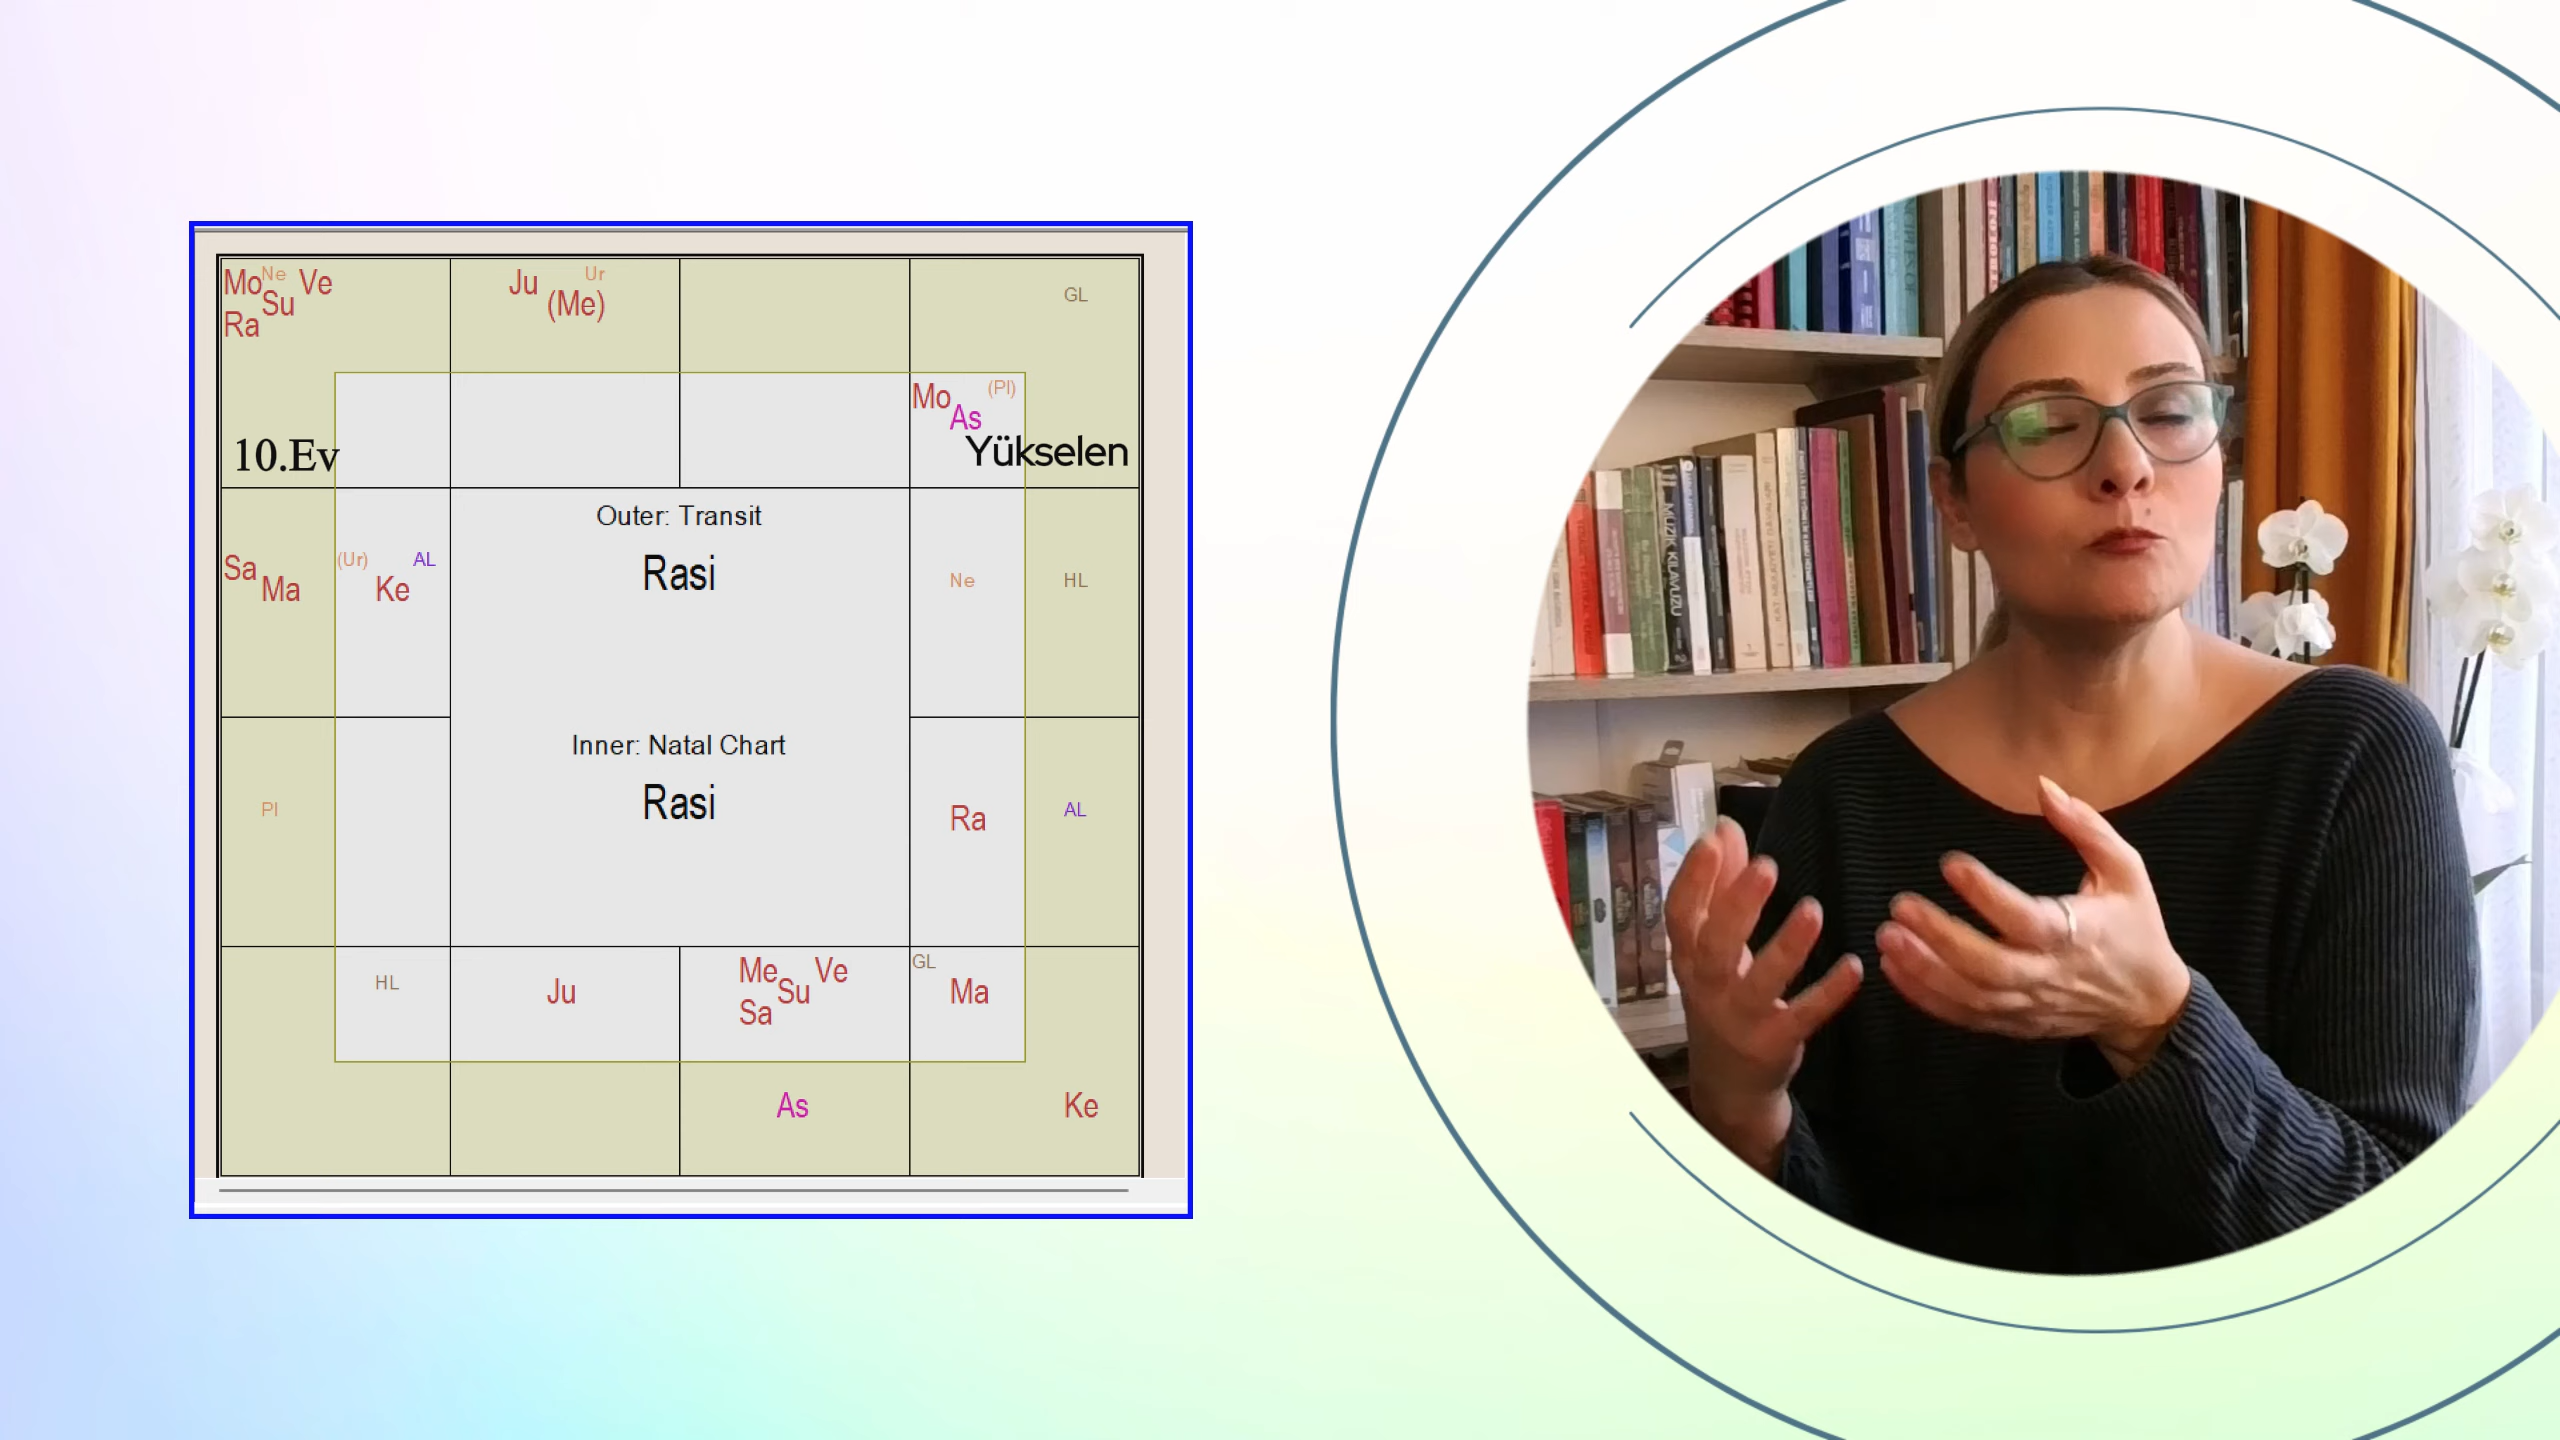 Mo Ne Ve
Su
Ra
Ju Ur
(Me)
GL
10.Ev
Mo (Pl)
As
Yükselen
Outer: Transit
Rasi
Sa
Ma
(Ur) AL
Ke
Ne
HL
Inner: Natal Chart
Rasi
Pl
Ra
AL
HL
Ju
Me Ve
Su
Sa
GL
Ma
As
Ke
MÜZİK KILAVUZU